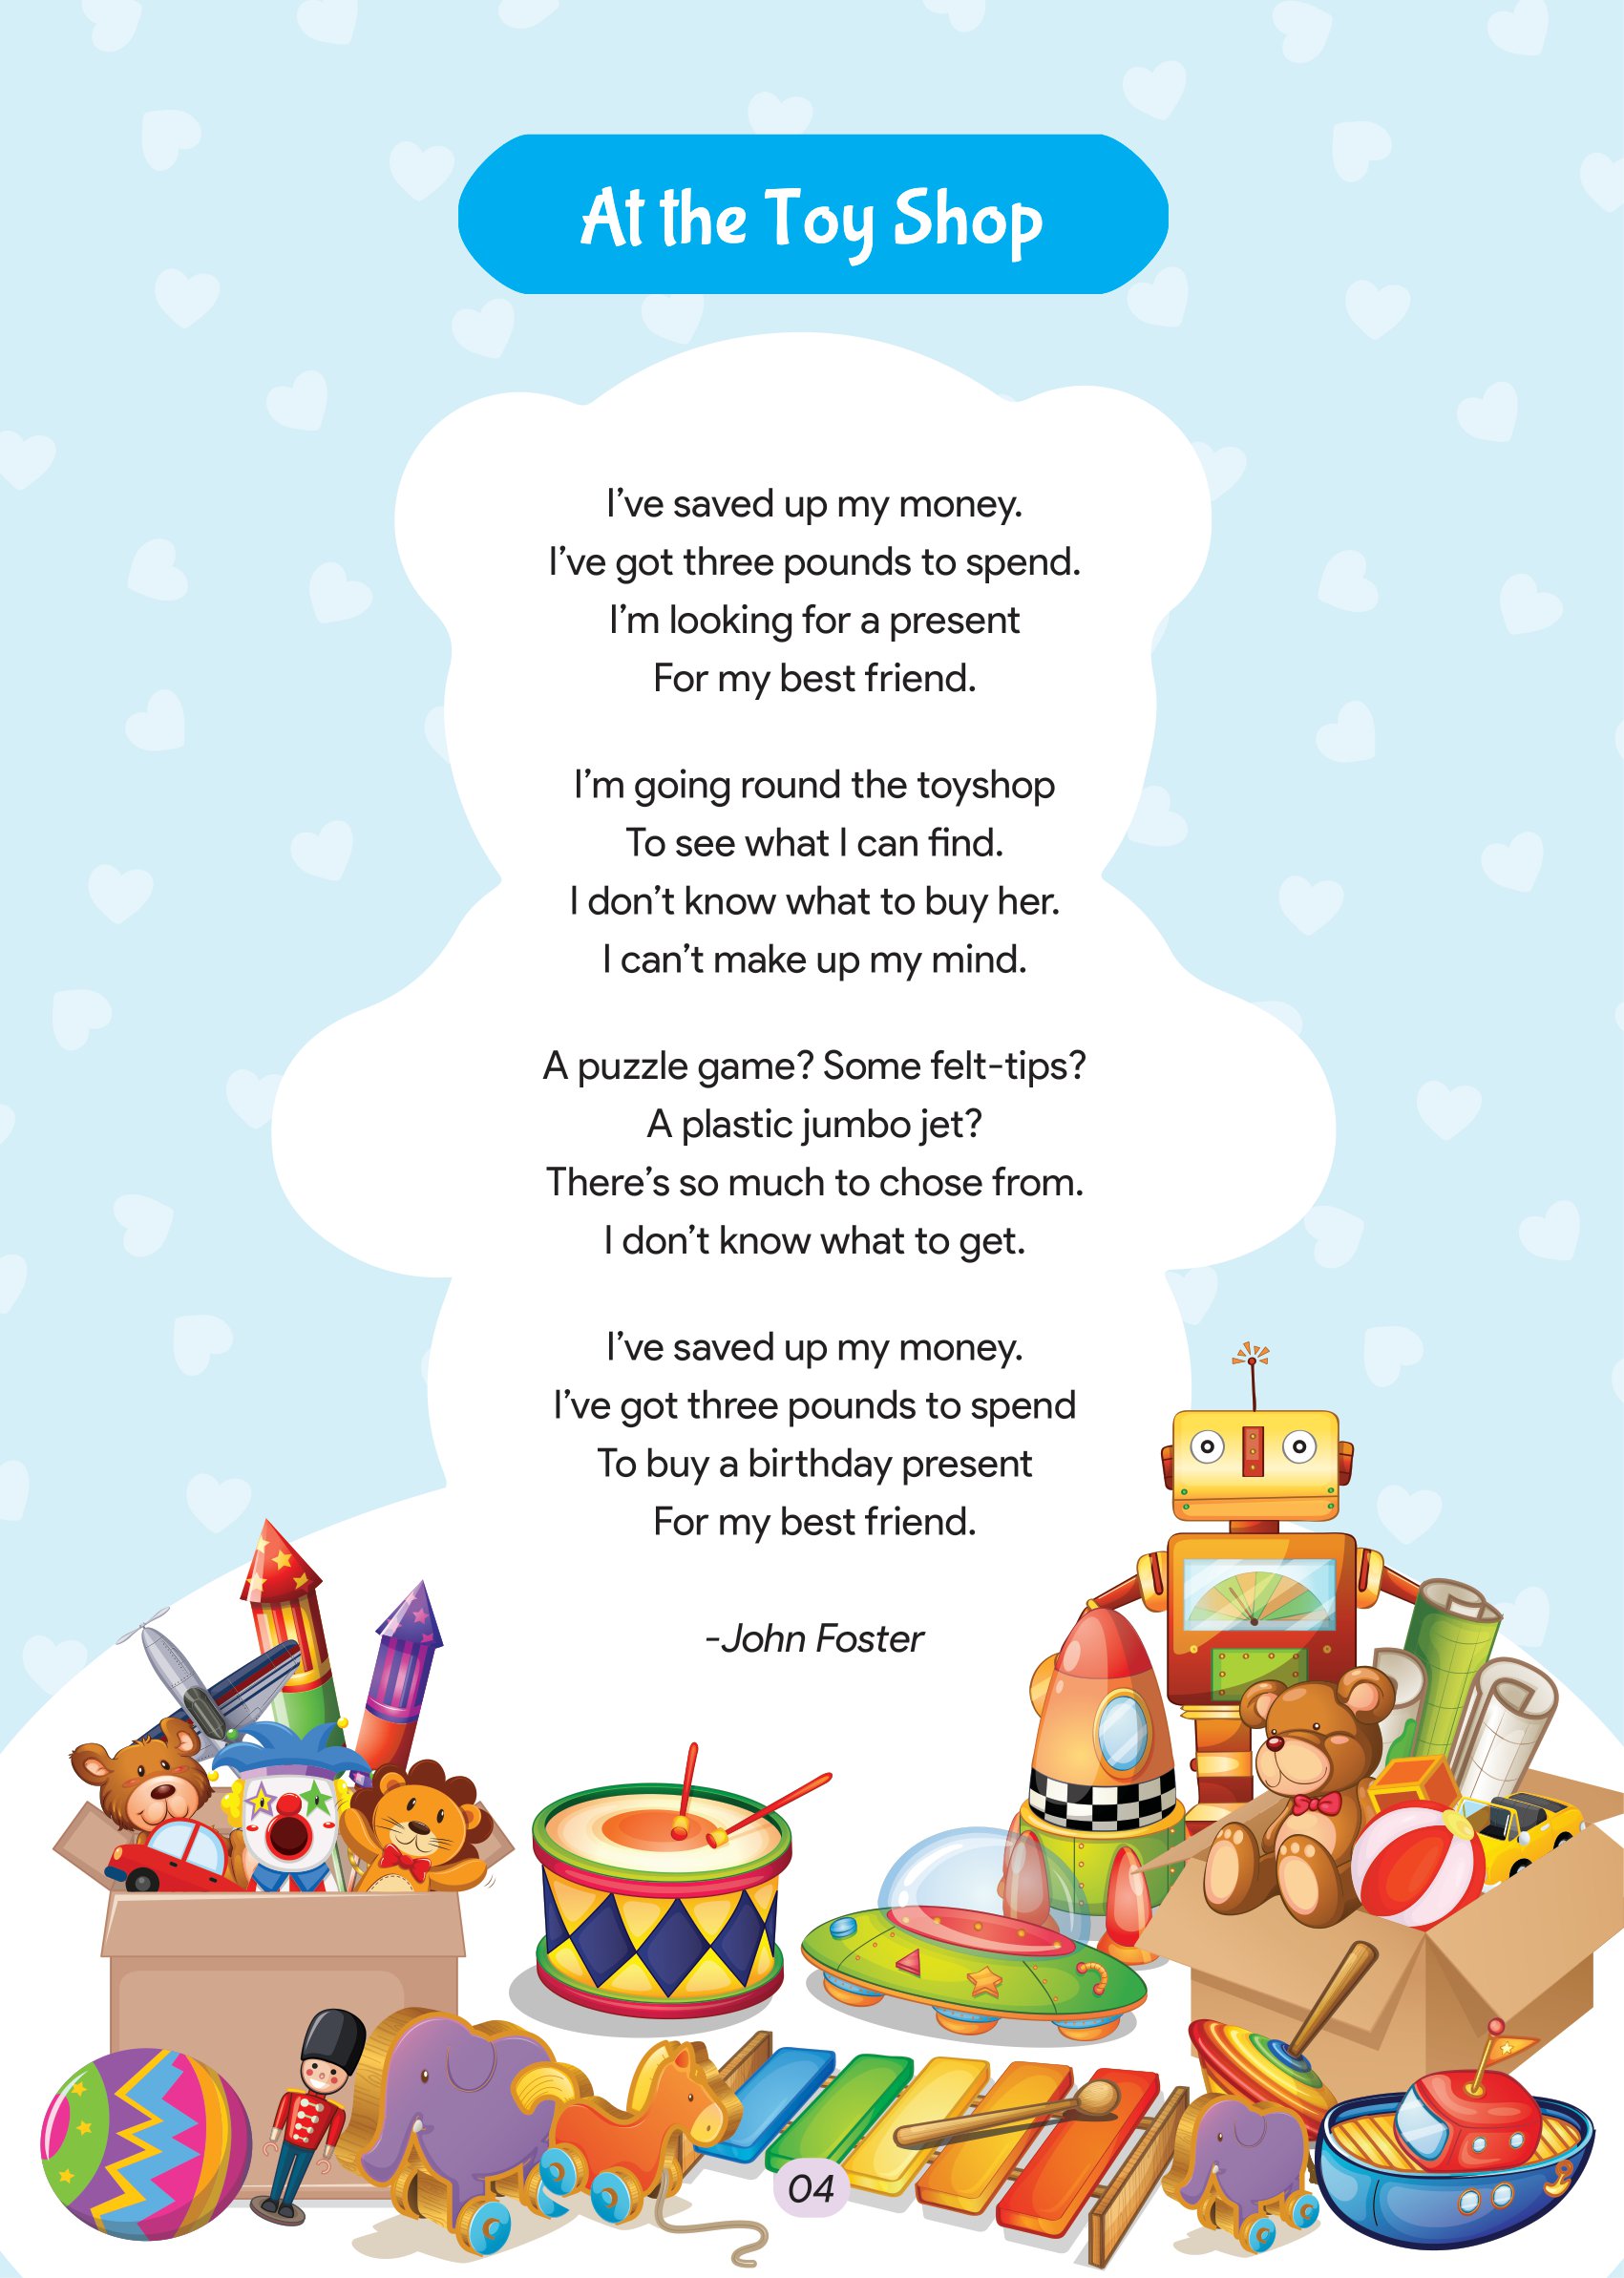 At the Toy Shop
I’ve saved up my money.
I’ve got three pounds to spend.
I’m looking for a present
For my best friend.
I’m going round the toyshop
To see what I can find.
I don’t know what to buy her.
I can’t make up my mind.
A puzzle game? Some felt-tips?
A plastic jumbo jet?
There’s so much to chose from.
I don’t know what to get.
I’ve saved up my money.
I’ve got three pounds to spend
To buy a birthday present
For my best friend.
-John Foster
04